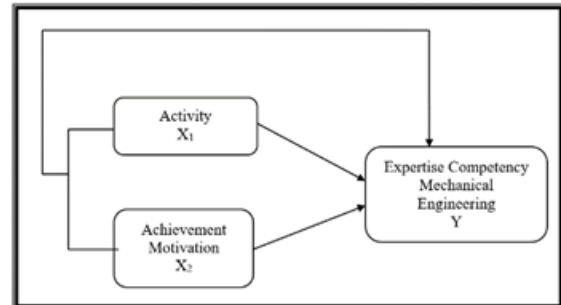 Activity
X₁
Expertise Competency
Mechanical
Engineering
Y
Achievement
Motivation
X₂